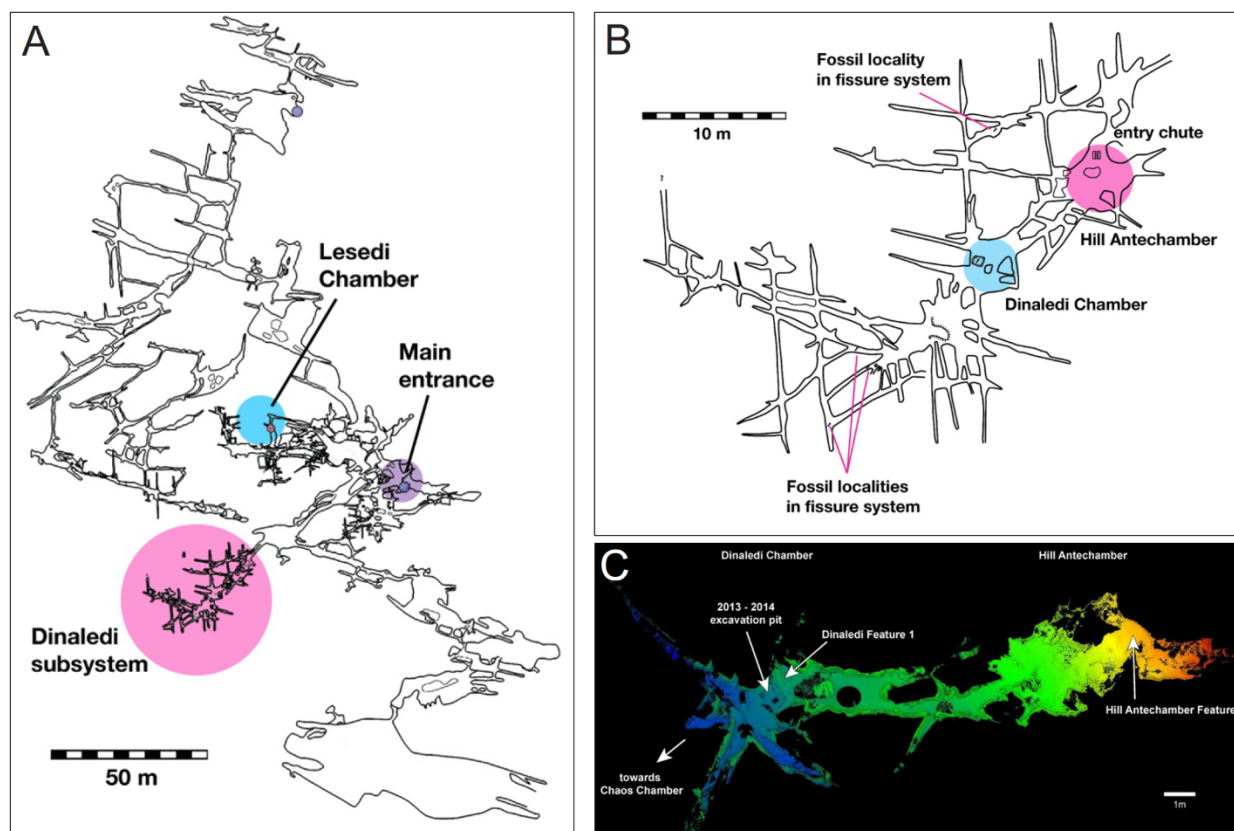 A
Lesedi
Chamber
Main
entrance
Dinaledi
subsystem
50 m
B
Fossil locality
in fissure system
10 m
entry chute
?
Hill Antechamber
Dinaledi Chamber
Fossil localities
in fissure system
C
Dinaledi Chamber
Hill Antechamber
2013 - 2014
excavation pit
Dinaledi Feature 1
Hill Antechamber Feature
towards
Chaos Chamber
1m